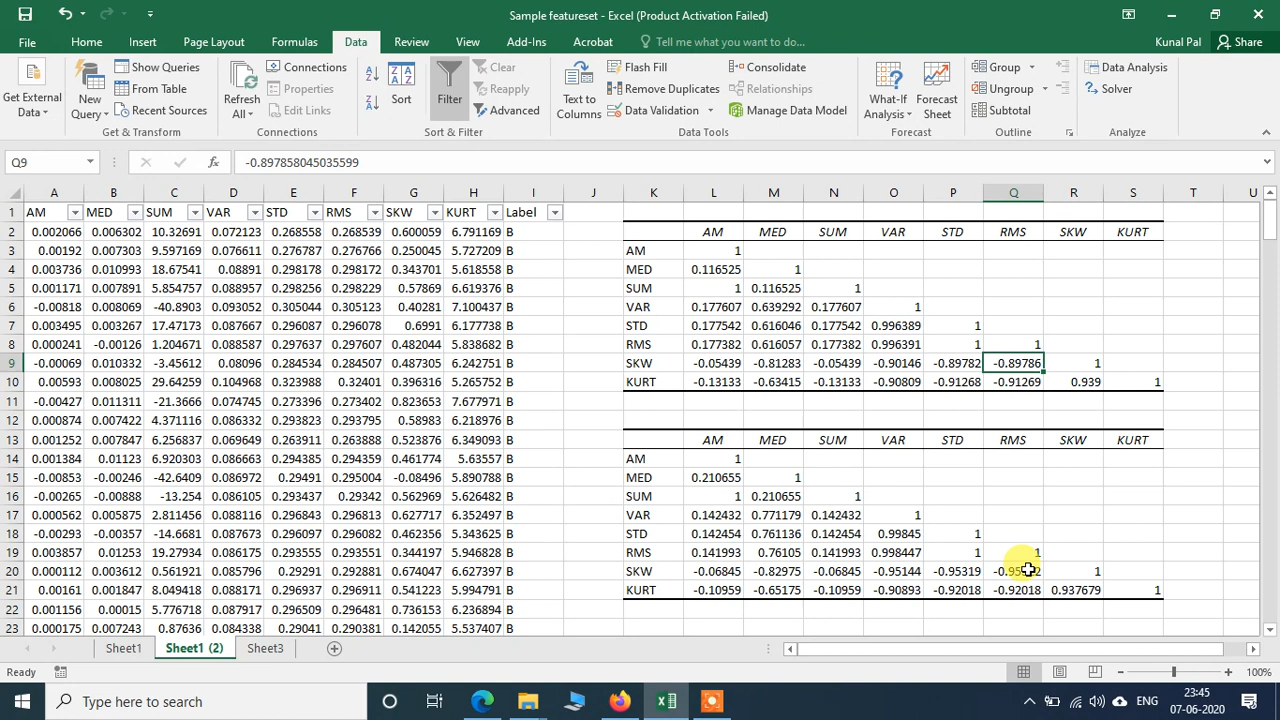 Sample featureset - Excel (Product Activation Failed)
File Home Insert Page Layout Formulas Data Review View Add-Ins Acrobat Tell me what you want to do... Kunal Pal Share
Get External Data
New Query
Show Queries
From Table
Recent Sources
Get & Transform
Refresh All
Connections
Properties
Edit Links
Connections
Sort
Filter
Clear
Reapply
Advanced
Sort & Filter
Text to Columns
Flash Fill
Remove Duplicates
Data Validation
Consolidate
Relationships
Manage Data Model
Data Tools
What-If Analysis
Forecast Sheet
Forecast
Group
Ungroup
Subtotal
Outline
Data Analysis
Solver
Analyze
Q9 fx -0.897858045035599
A B C D E F G H I J K L M N O P Q R S T U
1 AM MED SUM VAR STD RMS SKW KURT Label
2 0.002066 0.006302 10.32691 0.072123 0.268558 0.268539 0.600059 6.791169 B AM MED SUM VAR STD RMS SKW KURT
3 0.00192 0.007303 9.597169 0.076611 0.276787 0.276766 0.250045 5.727209 B AM 1
4 0.003736 0.010993 18.67541 0.08891 0.298178 0.298172 0.343701 5.618558 B MED 0.116525 1
5 0.001171 0.007891 5.854757 0.088957 0.298256 0.298229 0.57869 6.619376 B SUM 1 0.116525 1
6 -0.00818 0.008069 -40.8903 0.093052 0.305044 0.305123 0.40281 7.100437 B VAR 0.177607 0.639292 0.177607 1
7 0.003495 0.003267 17.47173 0.087667 0.296087 0.296078 0.6991 6.177738 B STD 0.177542 0.616046 0.177542 0.996389 1
8 0.000241 -0.00126 1.204671 0.088587 0.297637 0.297607 0.482044 5.838682 B RMS 0.177382 0.616057 0.177382 0.996391 1 1
9 -0.00069 0.010332 -3.45612 0.08096 0.284534 0.284507 0.487305 6.242751 B SKW -0.05439 -0.81283 -0.05439 -0.90146 -0.89782 -0.89786 1
10 0.00593 0.008025 29.64259 0.104968 0.323988 0.32401 0.396316 5.265752 B KURT -0.13133 -0.63415 -0.13133 -0.90809 -0.91268 -0.91269 0.939 1
11 -0.00427 0.011311 -21.3666 0.074745 0.273396 0.273402 0.823653 7.677971 B
12 0.000874 0.007422 4.371116 0.086332 0.293823 0.293795 0.58983 6.218976 B
13 0.001252 0.007847 6.256837 0.069649 0.263911 0.263888 0.523876 6.349093 B AM MED SUM VAR STD RMS SKW KURT
14 0.001384 0.01123 6.920303 0.086663 0.294385 0.294359 0.461774 5.63557 B AM 1
15 -0.00853 -0.00246 -42.6409 0.086972 0.29491 0.295004 -0.08496 5.890788 B MED 0.210655 1
16 -0.00265 -0.00888 -13.254 0.086105 0.293437 0.29342 0.562969 5.626482 B SUM 1 0.210655 1
17 0.000562 0.005875 2.811456 0.088116 0.296843 0.296813 0.627717 6.352497 B VAR 0.142432 0.771179 0.142432 1
18 -0.00293 -0.00357 -14.6681 0.087673 0.296097 0.296082 0.462356 5.343625 B STD 0.142454 0.761136 0.142454 0.99845 1
19 0.003857 0.01253 19.27934 0.086175 0.293555 0.293551 0.344197 5.946828 B RMS 0.141993 0.76105 0.141993 0.998447 1 1
20 0.000112 0.003612 0.561291 0.085796 0.29291 0.292881 0.674047 6.627397 B SKW -0.06845 -0.82975 -0.06845 -0.95144 -0.95319 1
21 0.00161 0.001847 8.049418 0.088171 0.296937 0.296911 0.541223 5.994791 B KURT -0.10959 -0.65175 -0.10959 -0.90893 -0.92018 -0.92018 0.937679 1
22 0.001156 0.00015 5.776718 0.087917 0.296509 0.296481 0.736153 6.236894 B
23 0.000175 0.007243 0.87636 0.084338 0.29041 0.290381 0.142055 5.537407 B
Sheet1 Sheet1 (2) Sheet3
Ready 100%
Type here to search ENG 23:45
07-06-2020